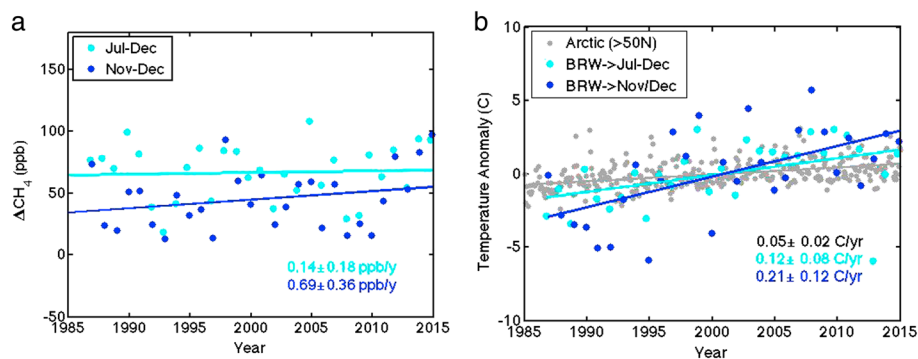 a
Jul-Dec
Nov-Dec
150
100
50
0
-50
ΔCH4 (ppb)
0.14± 0.18 ppb/y
0.69± 0.36 ppb/y
1985 1990 1995 2000 2005 2010 2015
Year
b
Arctic (>50N)
BRW->Jul-Dec
BRW->Nov/Dec
10
5
0
-5
-10
Temperature Anomaly (C)
0.05± 0.02 C/yr
0.12± 0.08 C/yr
0.21± 0.12 C/yr
1985 1990 1995 2000 2005 2010 2015
Year